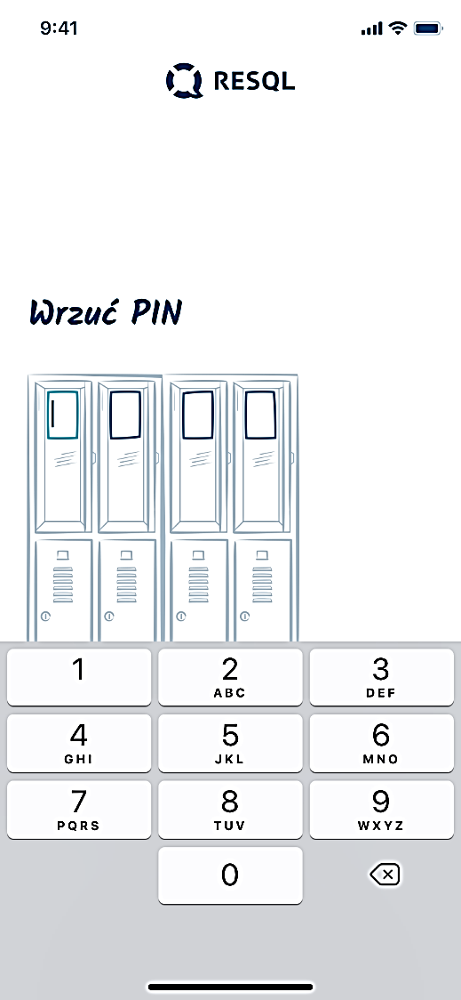 9:41
RESQL
Wrzuć PIN
1
2
ABC
3
DEF
4
GHI
5
JKL
6
MNO
7
PQRS
8
TUV
9
WXYZ
0